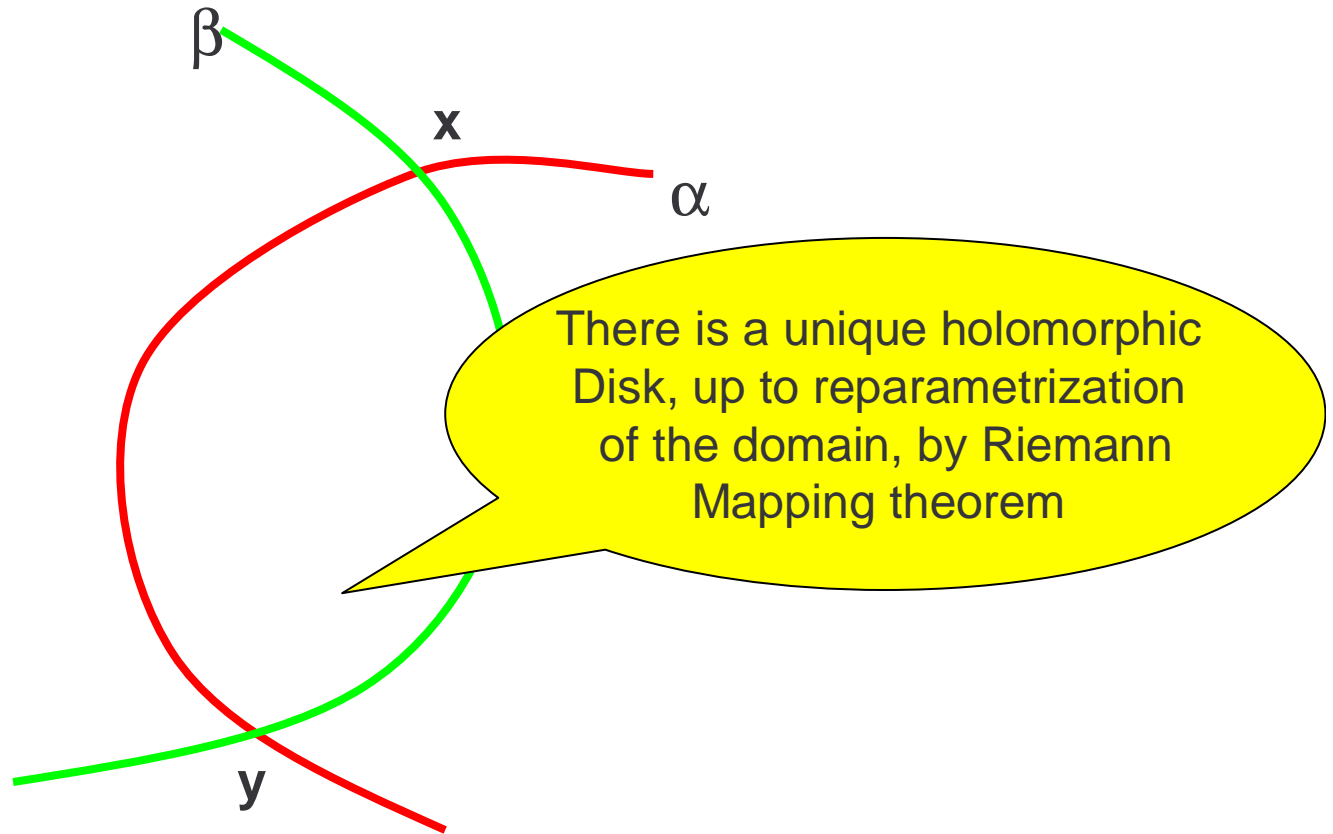 β
x
α
There is a unique holomorphic
Disk, up to reparametrization
of the domain, by Riemann
Mapping theorem
y